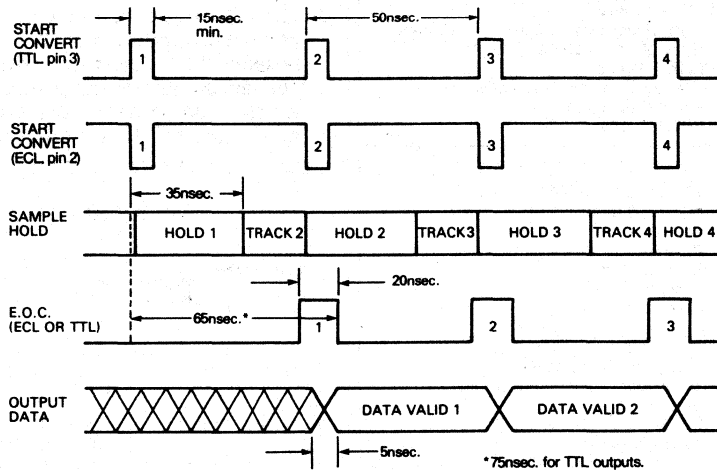 START
CONVERT
(TTL, pin 3)
15nsec.
min.
50nsec.
1
2
3
4
START
CONVERT
(ECL, pin 2)
1
2
3
4
35nsec.
SAMPLE
HOLD
HOLD 1
TRACK 2
HOLD 2
TRACK3
HOLD 3
TRACK 4
HOLD 4
20nsec.
E.O.C.
(ECL OR TTL)
65nsec.*
1
2
3
OUTPUT
DATA
DATA VALID 1
DATA VALID 2
5nsec.
*75nsec. for TTL outputs.